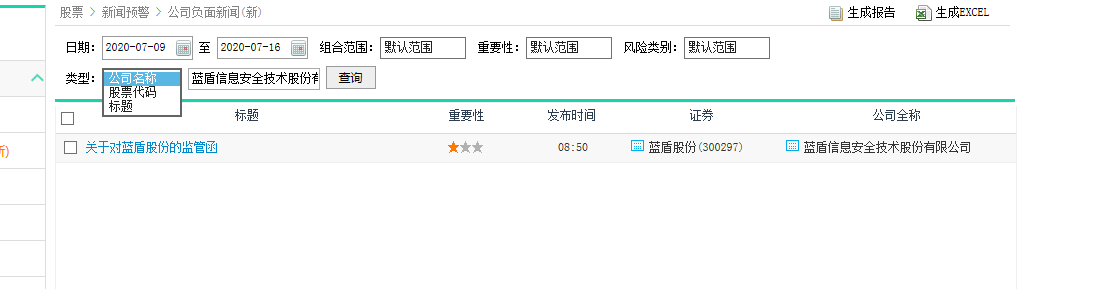 股票 > 新闻预警 > 公司负面新闻(新) 生成报告 生成EXCEL
日期： 2020-07-09 至 2020-07-16 组合范围： 默认范围 重要性： 默认范围 风险类别： 默认范围
类型： 公司名称 蓝盾信息安全技术股份有 查询
股票代码
标题
标题 重要性 发布时间 证券 公司全称
关于对蓝盾股份的监管函 08:50 蓝盾股份(300297) 蓝盾信息安全技术股份有限公司